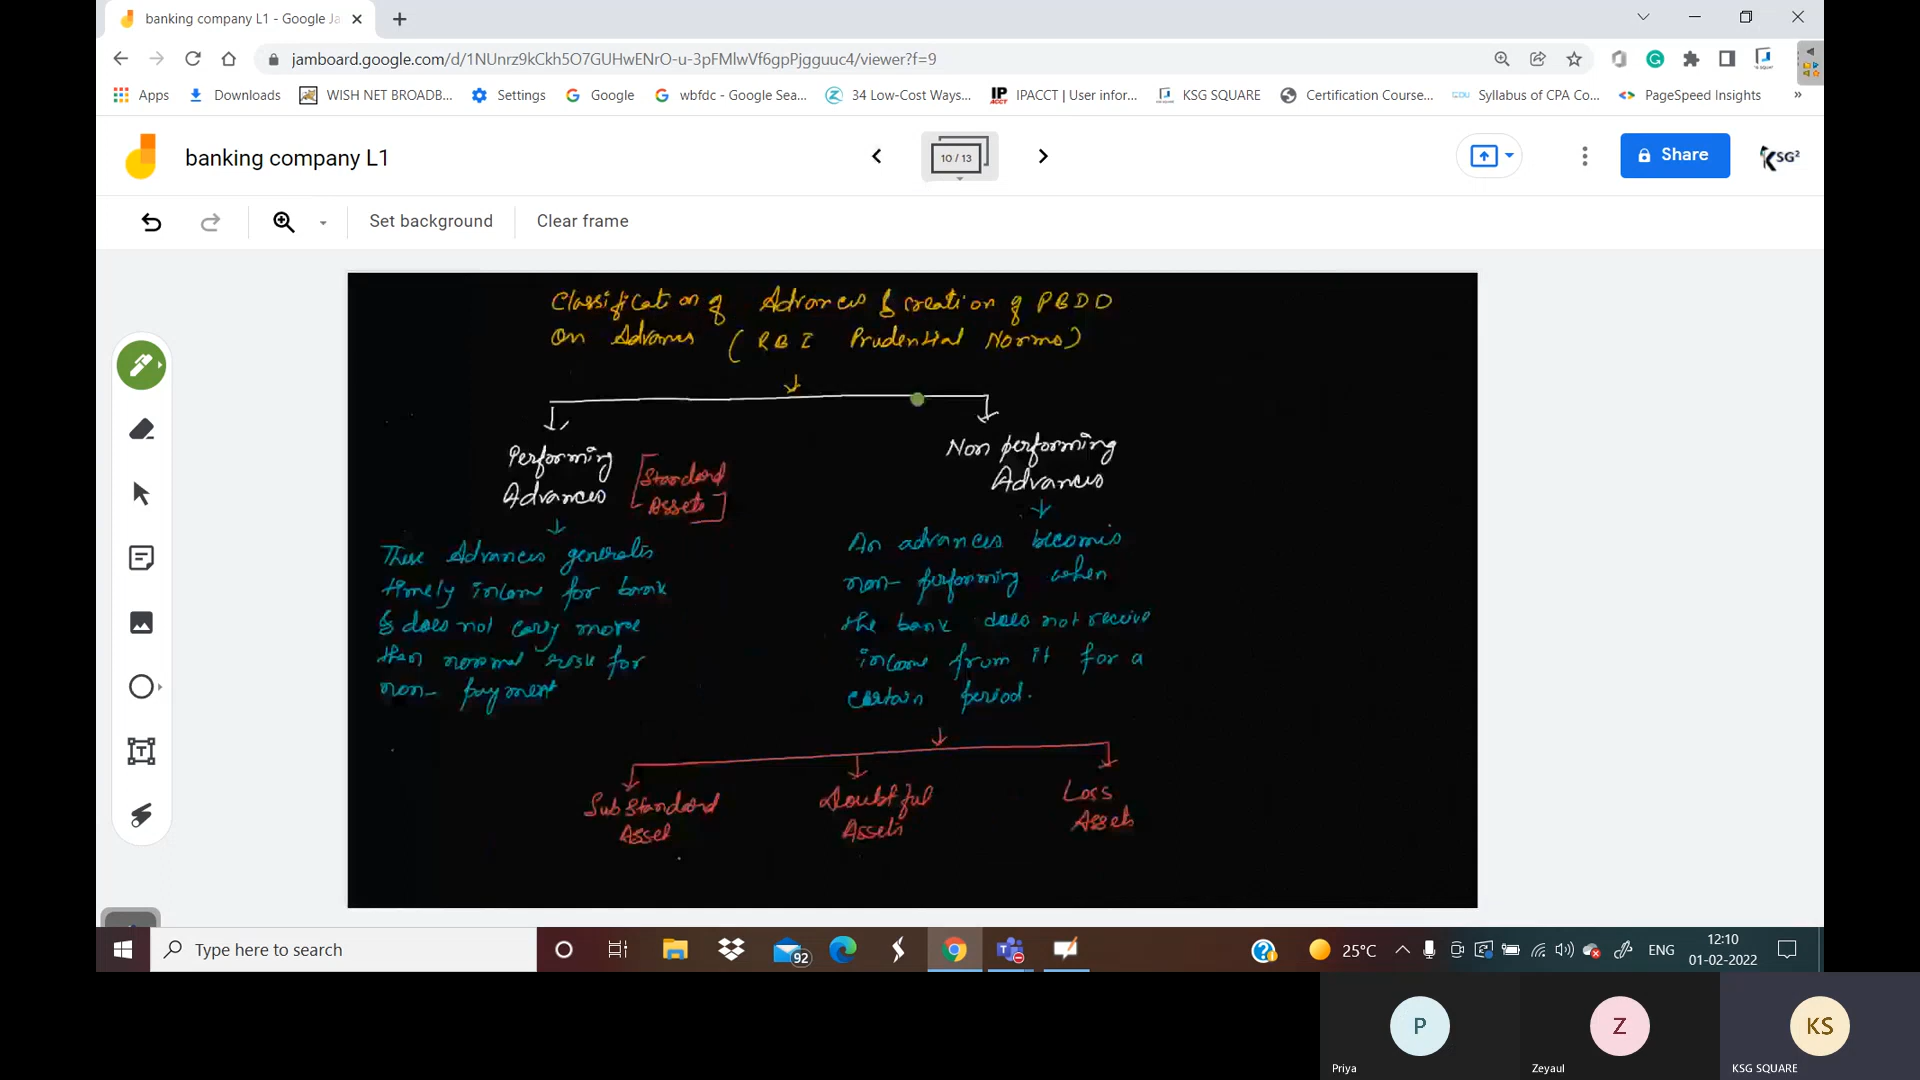 banking company L1 - Google Ja
jamboard.google.com/d/1NUnrz9kCkh5O7GUHwENrO-u-3pFMlwVf6gpPjgguuc4/viewer?f=9
Apps
Downloads
WISH NET BROADB...
Settings
Google
wbfdc - Google Sea...
34 Low-Cost Ways...
IPACCT | User infor...
KSG SQUARE
Certification Course...
Syllabus of CPA Co...
PageSpeed Insights
»
banking company L1
10 / 13
Share
KSG²
Set background
Clear frame
Classification of Advances & creation of PBDD
On Advances (RBI Prudential Norms)
Performing
Advances
[Standard
Assets]
These Advances generates
timely income for bank
& does not carry more
than normal risk for
non- payment
Non performing
Advances
An advances becomes
non- performing when
the bank does not receive
income from it for a
certain period.
Substandard
Asset
Doubtful
Assets
Loss
Assets
Type here to search
92
25°C
ENG
12:10
01-02-2022
P
Priya
Z
Zeyaul
KS
KSG SQUARE